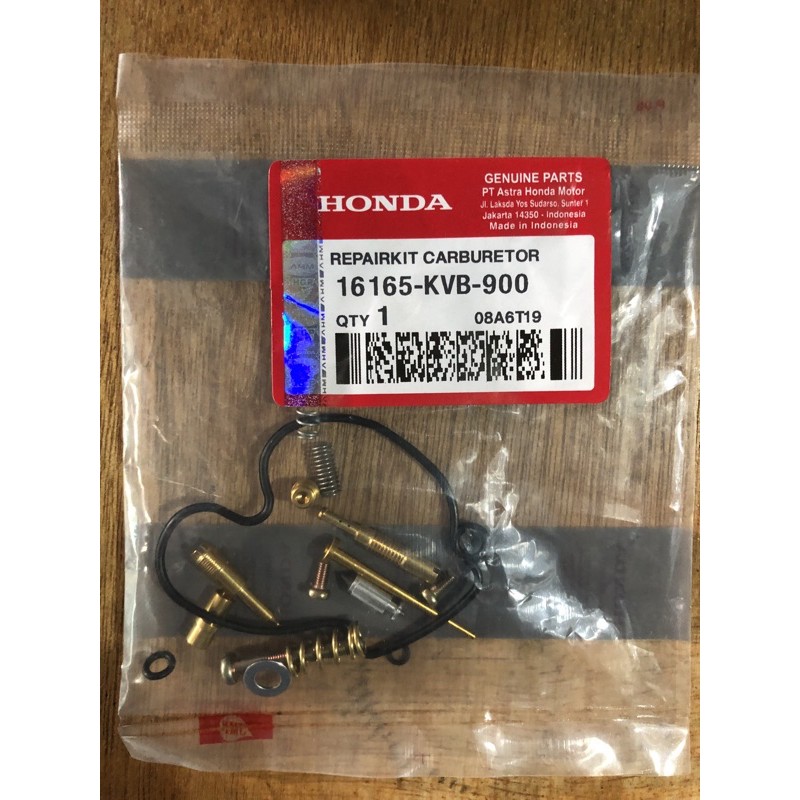 HONDA
GENUINE PARTS
PT Astra Honda Motor
Jl. Laksda Yos Sudarso, Sunter 1
Jakarta 14350 - Indonesia
Made in Indonesia
REPAIRKIT CARBURETOR
16165-KVB-900
QTY 1
08A6T19